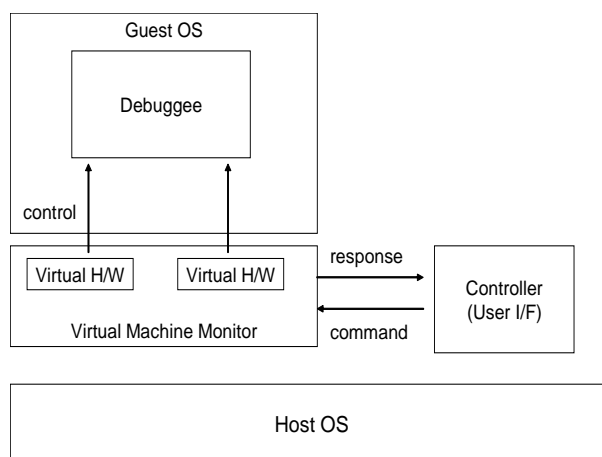 Guest OS
Debuggee
control
Virtual H/W
Virtual H/W
Virtual Machine Monitor
response
command
Controller
(User I/F)
Host OS